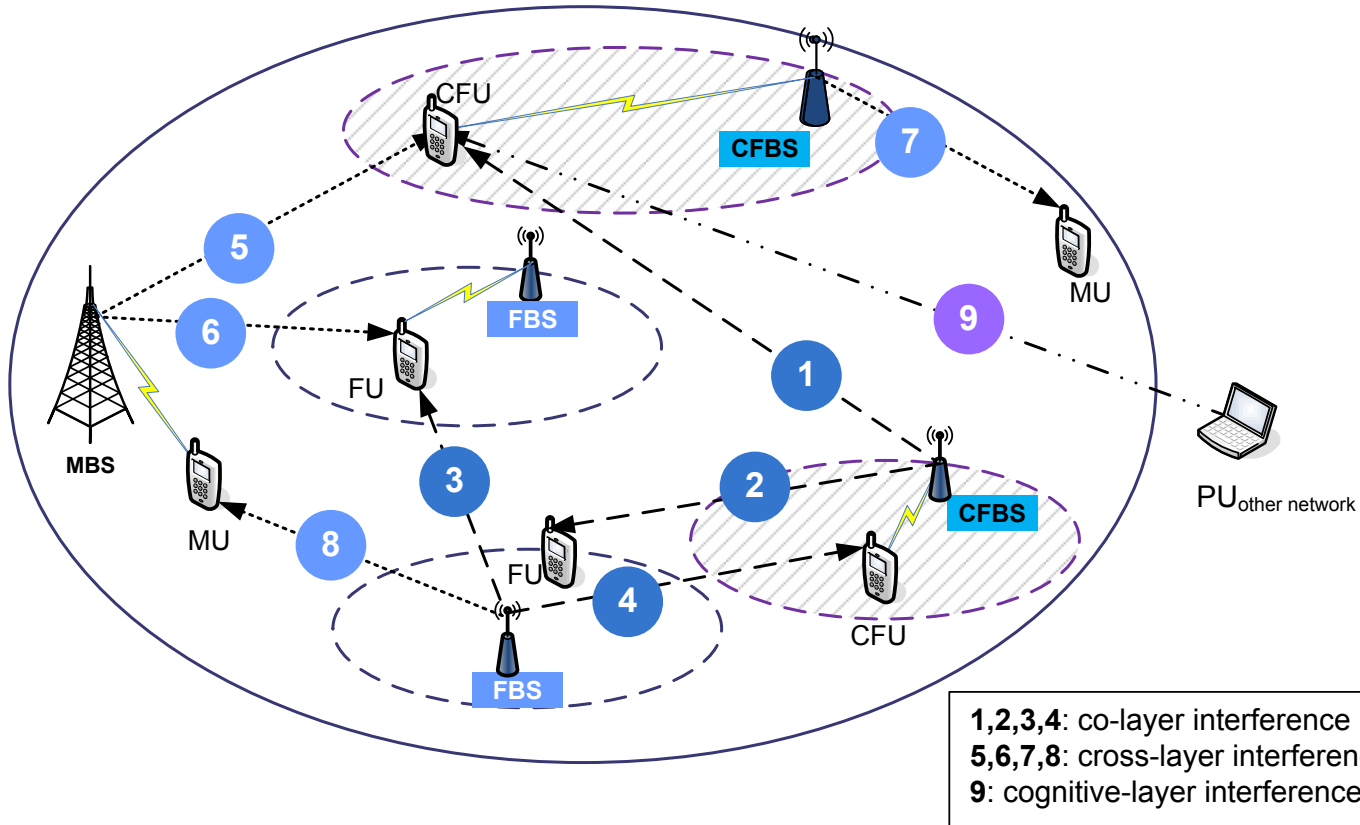 CFU
CFBS
7
5
MU
FBS
6
9
FU
1
MBS
3
2
PU other network
CFBS
MU
8
FU
4
CFU
FBS
1,2,3,4: co-layer interference
5,6,7,8: cross-layer interferen
9: cognitive-layer interference